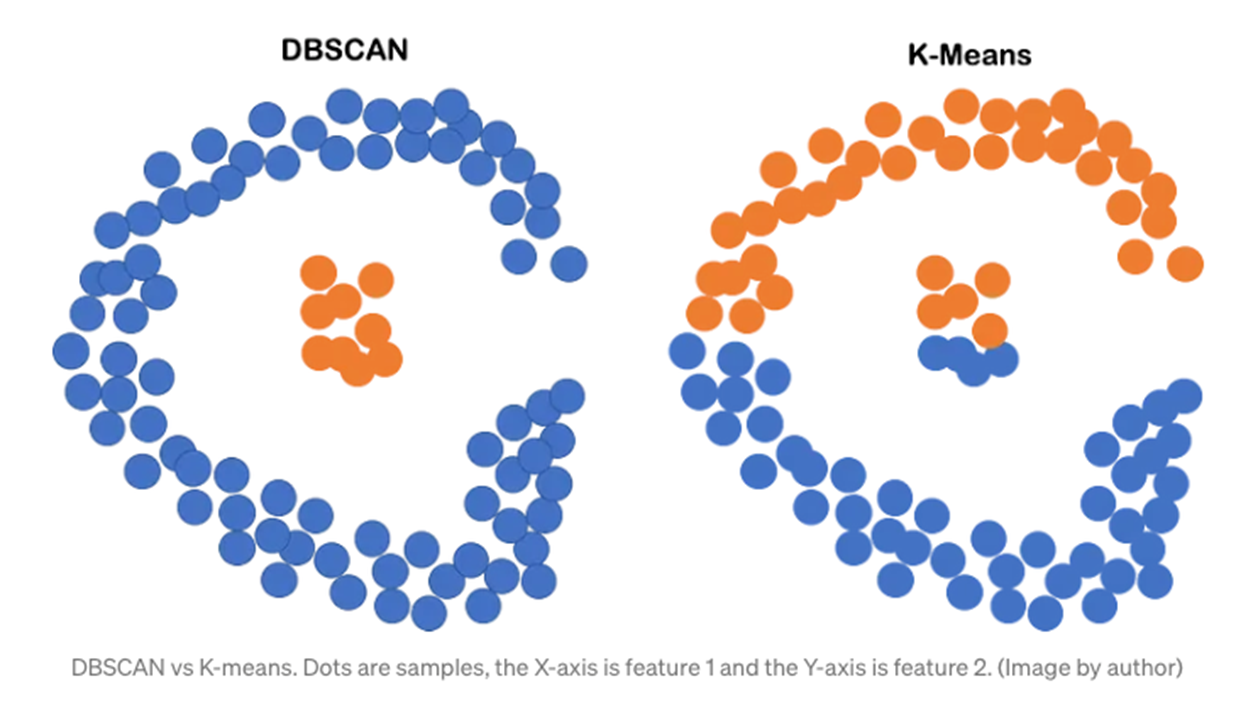 DBSCAN
K-Means
DBSCAN vs K-means. Dots are samples, the X-axis is feature 1 and the Y-axis is feature 2. (Image by author)